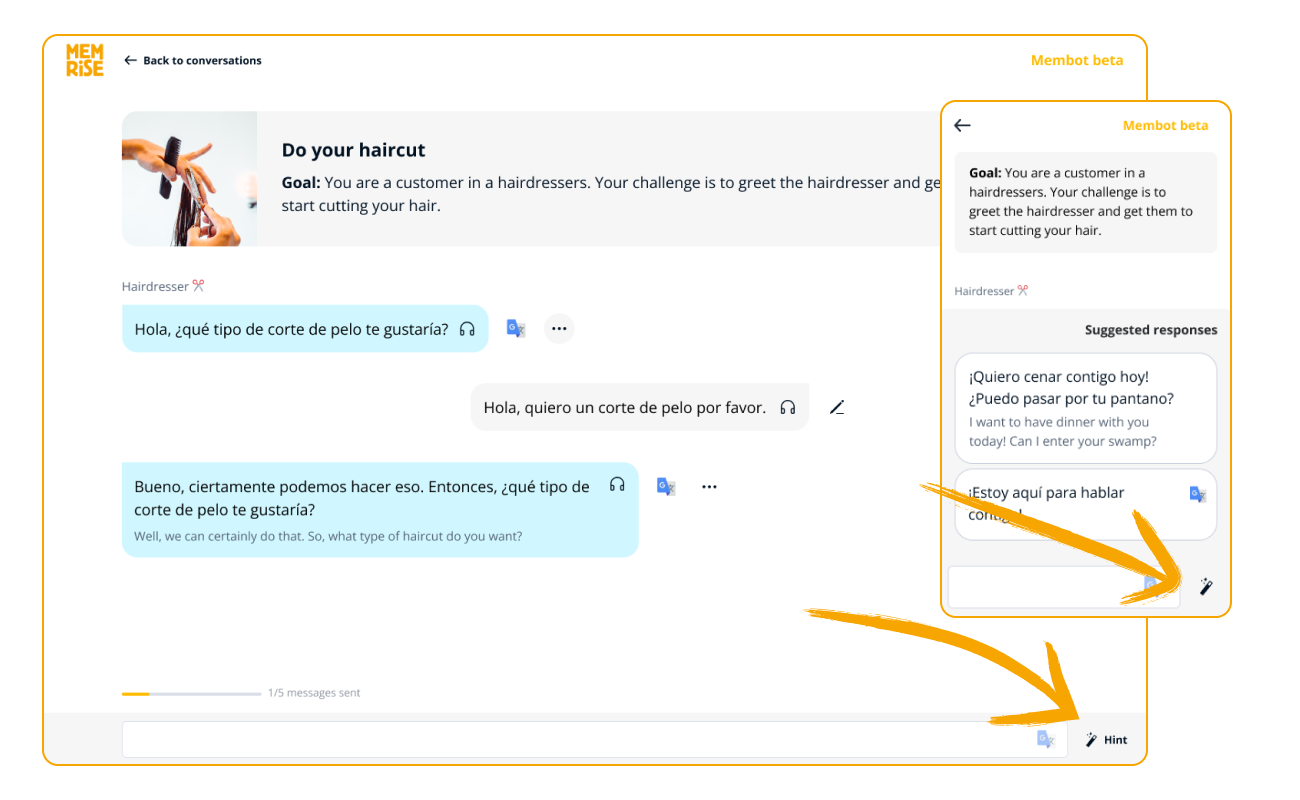 MEM
RiSE
Back to conversations
Membot beta
Do your haircut
Goal: You are a customer in a hairdressers. Your challenge is to greet the hairdresser and ge
start cutting your hair.
Hairdresser
Hola, ¿qué tipo de corte de pelo te gustaría?
Hola, quiero un corte de pelo por favor.
Bueno, ciertamente podemos hacer eso. Entonces, ¿qué tipo de
corte de pelo te gustaría?
Well, we can certainly do that. So, what type of haircut do you want?
1/5 messages sent
Hint
Membot beta
Goal: You are a customer in a
hairdressers. Your challenge is to
greet the hairdresser and get them to
start cutting your hair.
Hairdresser
Suggested responses
¡Quiero cenar contigo hoy!
¿Puedo pasar por tu pantano?
I want to have dinner with you
today! Can I enter your swamp?
¡Estoy aquí para hablar
contigo!